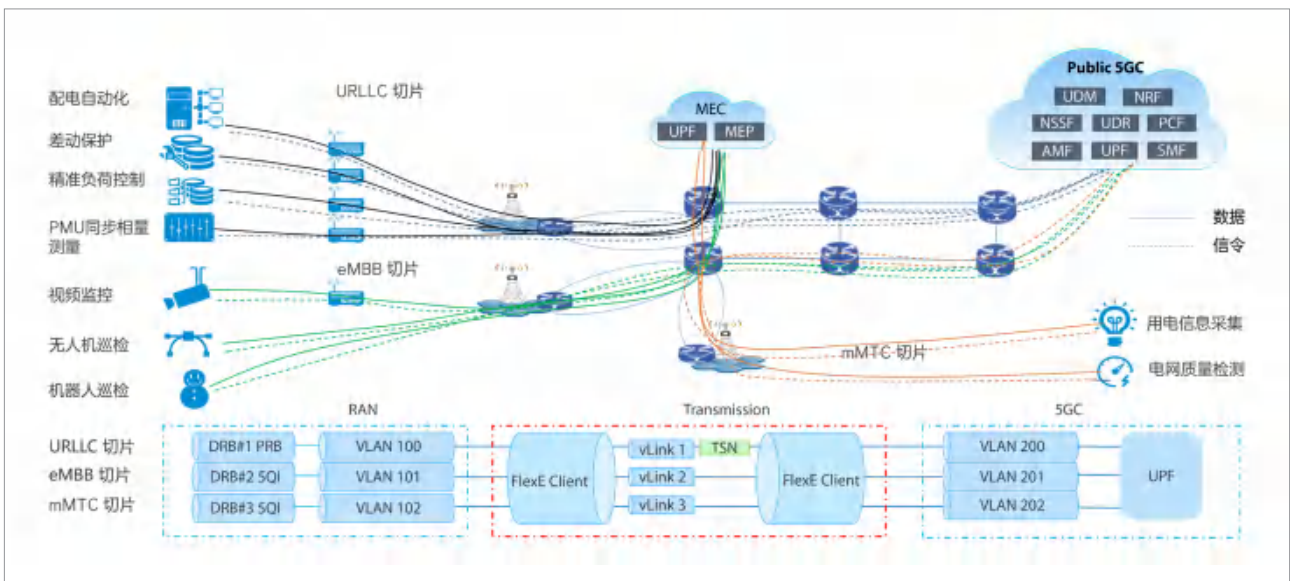 Public 5GC
UDM NRF
NSSF UDR PCF
AMF UPF SMF
MEC
UPF MEP
URLLC 切片
配电自动化
差动保护
精准负荷控制
PMU同步相量
测量
eMBB 切片
视频监控
无人机巡检
机器人巡检
数据
信令
mMTC 切片
用电信息采集
电网质量检测
RAN Transmission 5GC
URLLC 切片 DRB#1 PRB VLAN 100 vLink 1 TSN VLAN 200
eMBB 切片 DRB#2 5QI VLAN 101 FlexE Client vLink 2 FlexE Client VLAN 201 UPF
mMTC 切片 DRB#3 5QI VLAN 102 vLink 3 VLAN 202